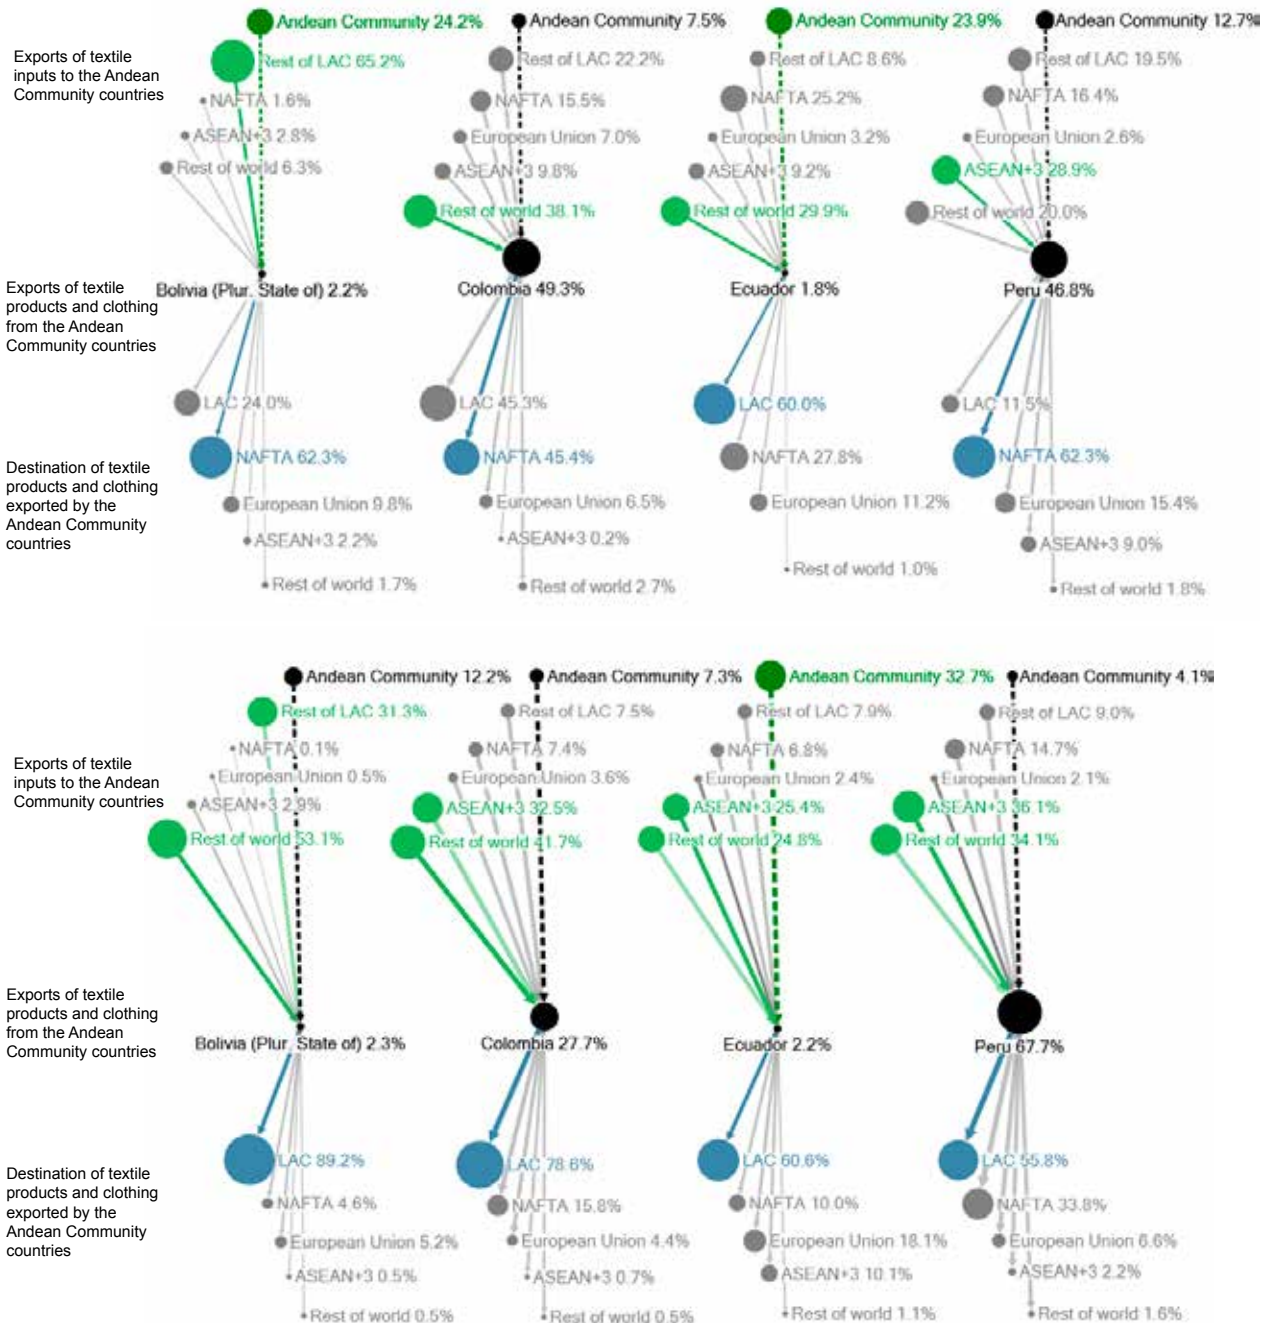 Andean Community 24.2%
Andean Community 7.5%
Andean Community 23.9%
Andean Community 12.7%
Exports of textile
inputs to the Andean
Community countries
Rest of LAC 65.2%
NAFTA 1.6%
ASEAN+3 2.8%
Rest of world 6.3%
Rest of LAC 22.2%
NAFTA 15.5%
European Union 7.0%
ASEAN+3 9.8%
Rest of world 38.1%
Rest of LAC 8.6%
NAFTA 25.2%
European Union 3.2%
ASEAN+3 9.2%
Rest of world 29.9%
Rest of LAC 19.5%
NAFTA 16.4%
European Union 2.6%
ASEAN+3 28.9%
Rest of world 20.0%
Exports of textile
products and clothing
from the Andean
Community countries
Bolivia (Plur. State of) 2.2%
Colombia 49.3%
Ecuador 1.8%
Peru 46.8%
Destination of textile
products and clothing
exported by the
Andean Community
countries
LAC 24.0%
NAFTA 62.3%
European Union 9.8%
ASEAN+3 2.2%
Rest of world 1.7%
LAC 45.3%
NAFTA 45.4%
European Union 6.5%
ASEAN+3 0.2%
Rest of world 2.7%
LAC 60.0%
NAFTA 27.8%
European Union 11.2%
Rest of world 1.0%
LAC 11.5%
NAFTA 62.3%
European Union 15.4%
ASEAN+3 9.0%
Rest of world 1.8%
Andean Community 12.2%
Andean Community 7.3%
Andean Community 32.7%
Andean Community 4.1%
Exports of textile
inputs to the Andean
Community countries
Rest of LAC 31.3%
NAFTA 0.1%
European Union 0.5%
ASEAN+3 2.9%
Rest of world 53.1%
Rest of LAC 7.5%
NAFTA 7.4%
European Union 3.6%
ASEAN+3 32.5%
Rest of world 41.7%
Rest of LAC 7.9%
NAFTA 6.8%
European Union 2.4%
ASEAN+3 25.4%
Rest of world 24.8%
Rest of LAC 9.0%
NAFTA 14.7%
European Union 2.1%
ASEAN+3 36.1%
Rest of world 34.1%
Exports of textile
products and clothing
from the Andean
Community countries
Bolivia (Plur. State of) 2.3%
Colombia 27.7%
Ecuador 2.2%
Peru 67.7%
Destination of textile
products and clothing
exported by the
Andean Community
countries
LAC 89.2%
NAFTA 4.6%
European Union 5.2%
ASEAN+3 0.5%
Rest of world 0.5%
LAC 78.6%
NAFTA 15.8%
European Union 4.4%
ASEAN+3 0.7%
Rest of world 0.5%
LAC 60.6%
NAFTA 10.0%
European Union 18.1%
ASEAN+3 10.1%
Rest of world 1.1%
LAC 55.8%
NAFTA 33.8%
European Union 6.6%
ASEAN+3 2.2%
Rest of world 1.6%